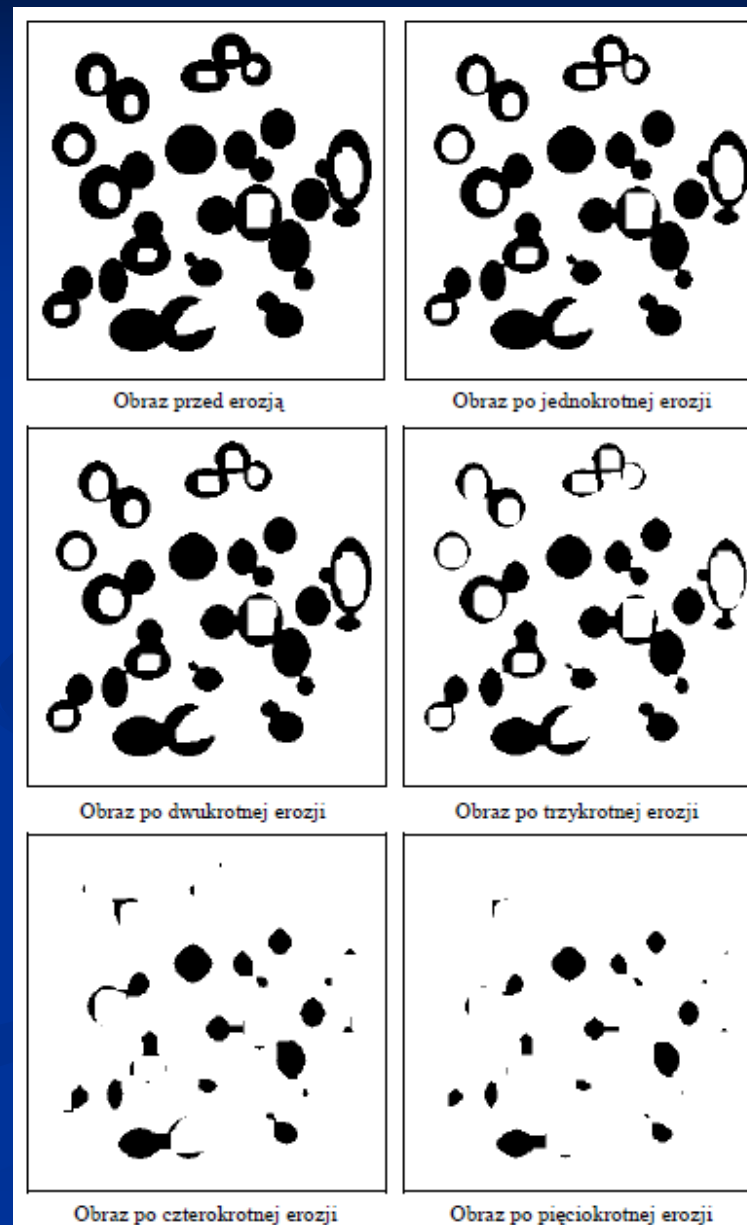 Obraz przed erozją
Obraz po jednokrotnej erozji
Obraz po dwukrotnej erozji
Obraz po trzykrotnej erozji
Obraz po czterokrotnej erozji
Obraz po pięciokrotnej erozji